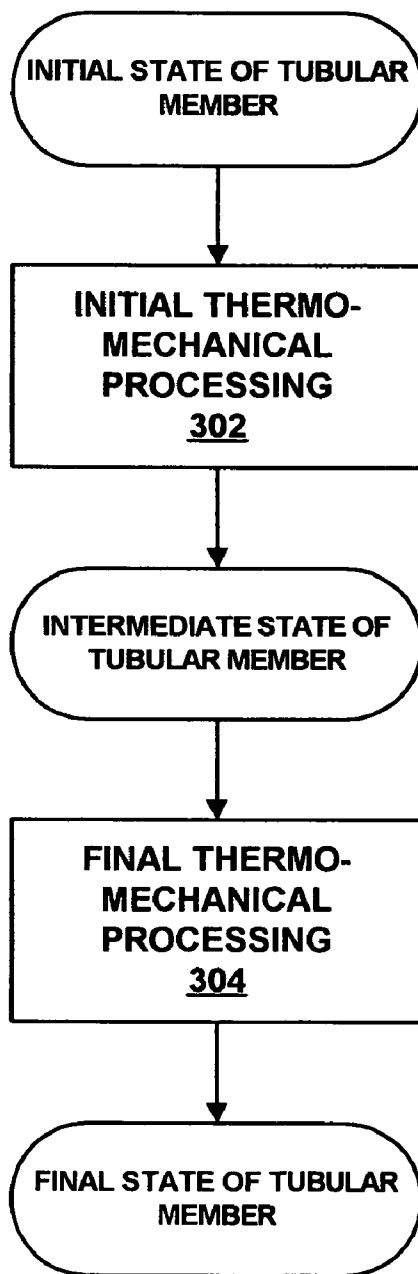 INITIAL STATE OF TUBULAR
MEMBER
INITIAL THERMO-
MECHANICAL
PROCESSING
302
INTERMEDIATE STATE OF
TUBULAR MEMBER
FINAL THERMO-
MECHANICAL
PROCESSING
304
FINAL STATE OF TUBULAR
MEMBER